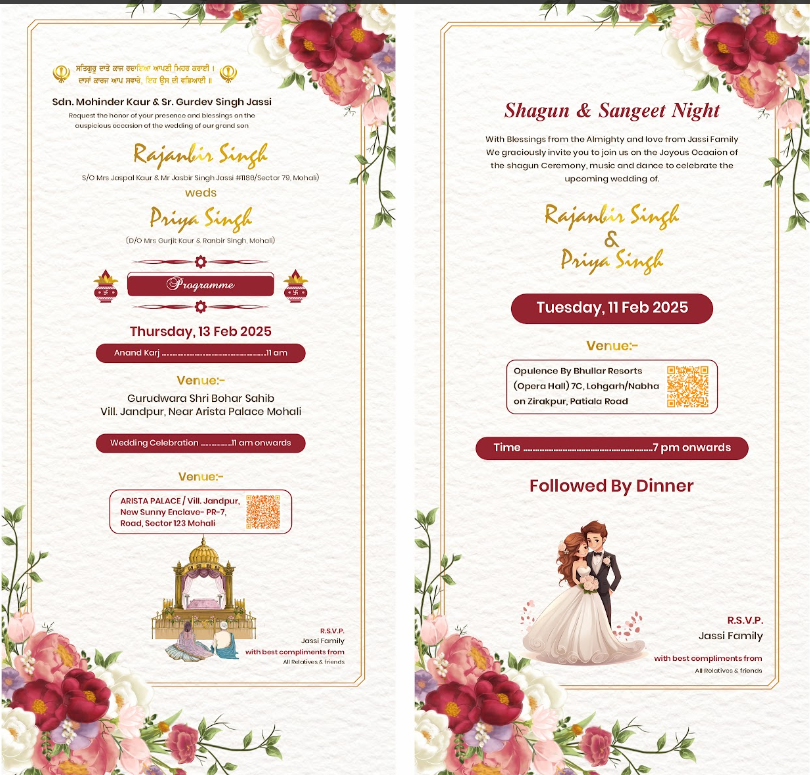 ਸਤਿਗੁਰੂ ਦਾਤੇ ਕਾਜ ਰਚਾਇਆ ਆਪਣੀ ਮਿਹਰ ਕਰਾਈ ।
ਦਾਸਾਂ ਕਾਰਜ ਆਪ ਸਵਾਰੇ, ਇਹ ਉਸ ਦੀ ਵਡਿਆਈ ।
Sdn. Mohinder Kaur & Sr. Gurdev Singh Jassi
Request the honor of your presence and blessings on the
auspicious occasion of the wedding of our grand son
Rajanbir Singh
S/O Mrs Jaspal Kaur & Mr Jasbir Singh Jassi #1180/Sector 79, Mohali)
weds
Priya Singh
(D/O Mrs Gurjit Kaur & Ranbir Singh, Mohali)
Programme
Thursday, 13 Feb 2025
Anand Karj ........................................11 am
Venue:-
Gurudwara Shri Bohar Sahib
Vill. Jandpur, Near Arista Palace Mohali
Wedding Celebration ............11 am onwards
Venue:-
ARISTA PALACE / Vill. Jandpur,
New Sunny Enclave- PR-7,
Road, Sector 123 Mohali
R.S.V.P.
Jassi Family
with best compliments from
All Relatives & friends
Shagun & Sangeet Night
With Blessings from the Almighty and love from Jassi Family
We graciously invite you to join us on the Joyous Occaion of
the shagun Ceremony, music and dance to celebrate the
upcoming wedding of.
Rajanbir Singh
&
Priya Singh
Tuesday, 11 Feb 2025
Venue:-
Opulence By Bhullar Resorts
(Opera Hall) 7C, Lohgarh/Nabha
on Zirakpur, Patiala Road
Time ................................................7 pm onwards
Followed By Dinner
R.S.V.P.
Jassi Family
with best compliments from
All Relatives & friends